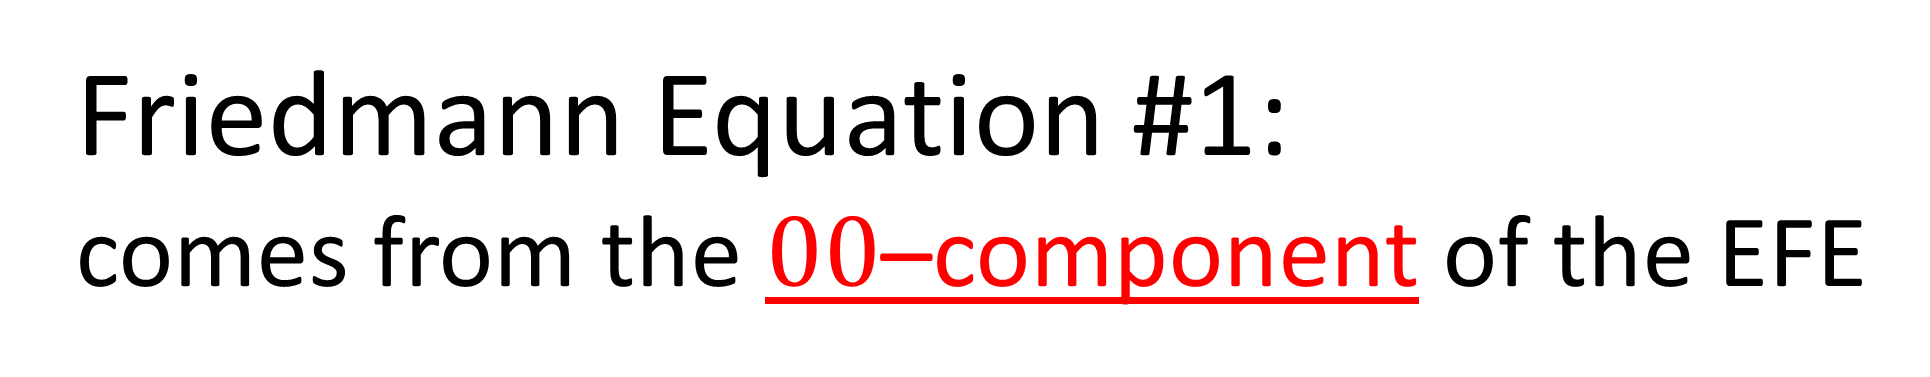 Friedmann Equation #1:
comes from the 00–component of the EFE